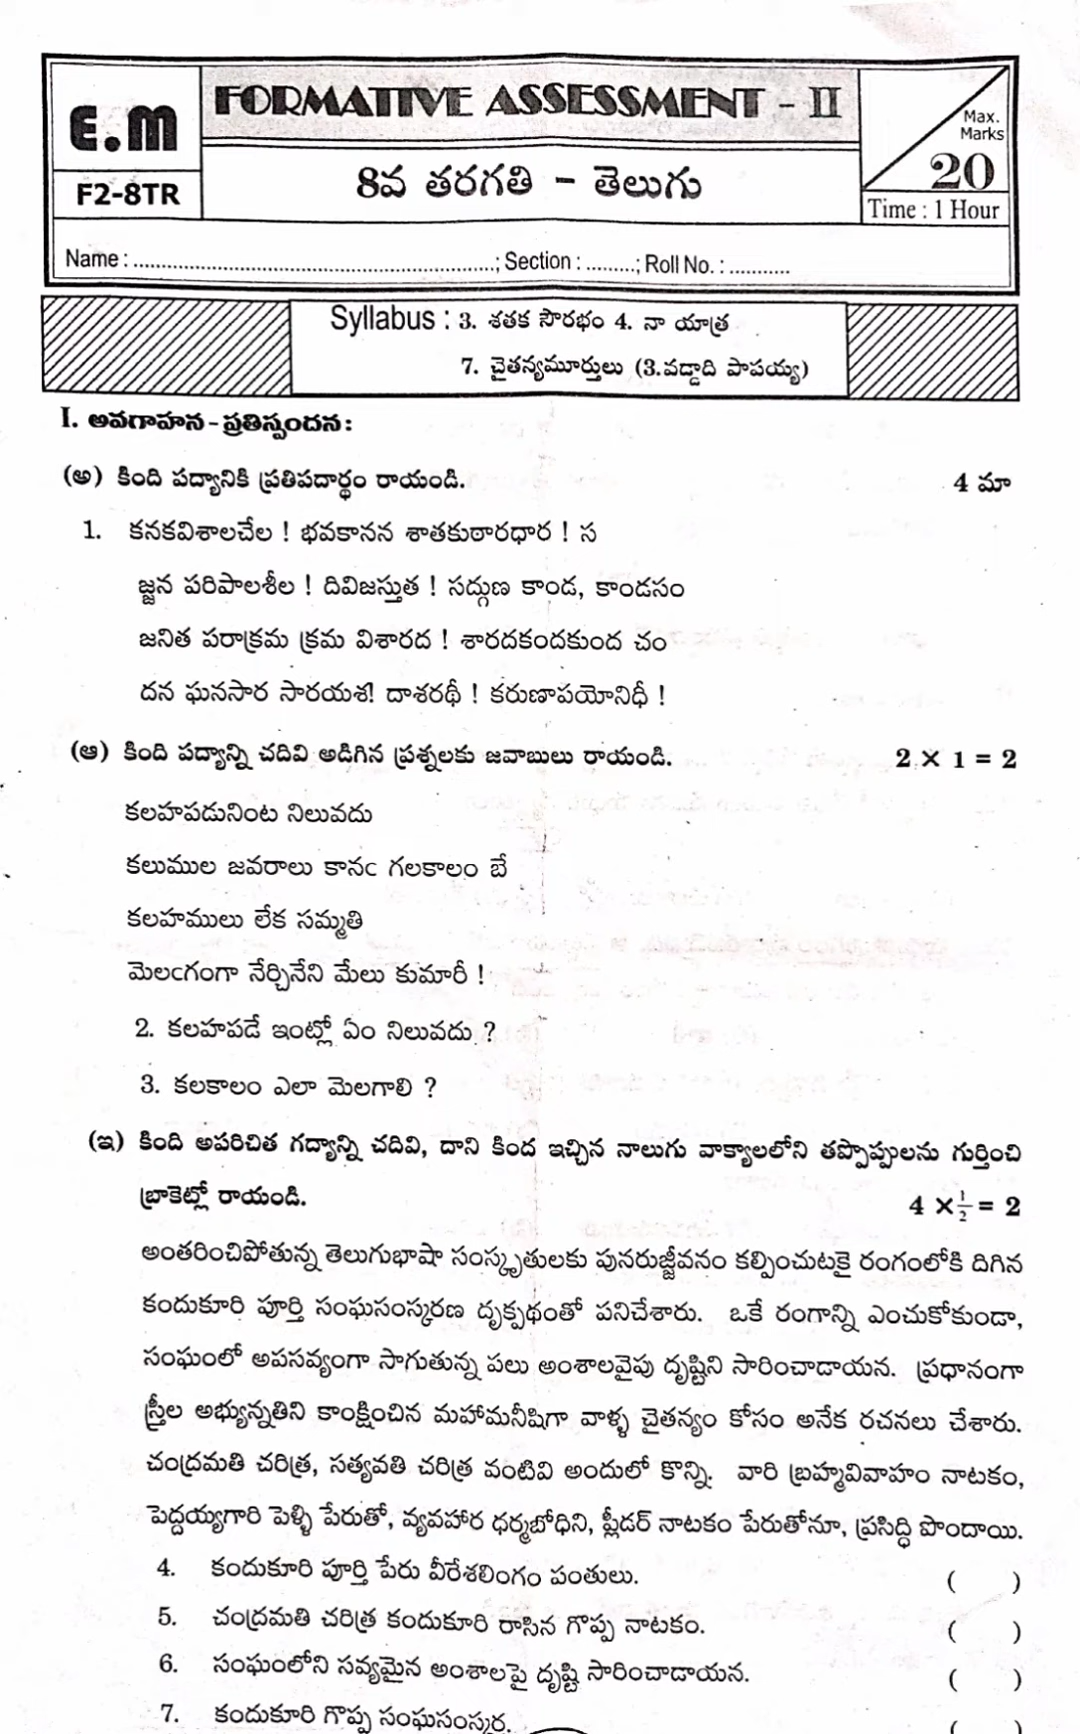 E.M
FORMATIVE ASSESSMENT - II
Max. Marks
20
F2-8TR
8వ తరగతి - తెలుగు
Time : 1 Hour
Name : ................................................; Section : .........; Roll No. : ...........
Syllabus : 3. శతక సౌరభం 4. నా యాత్ర
7. చైతన్యమూర్తులు (3.వడ్డాది పాపయ్య)
I. అవగాహన-ప్రతిస్పందన:
(అ) కింది పద్యానికి ప్రతిపదార్థం రాయండి. 4 మా
1. కనకవిశాలచేల ! భవకానన శాతకుఠారధార ! స
జ్జన పరిపాలశీల ! దివిజస్తుత ! సద్గుణ కాండ, కాండసం
జనిత పరాక్రమ క్రమ విశారద ! శారదకందకుంద చం
దన ఘనసార సారయశ! దాశరథీ ! కరుణాపయోనిధీ !
(ఆ) కింది పద్యాన్ని చదివి అడిగిన ప్రశ్నలకు జవాబులు రాయండి. 2 × 1 = 2
కలహపడునింట నిలువదు
కలుముల జవరాలు కానఁ గలకాలం బే
కలహములు లేక సమ్మతి
మెలఁగంగా నేర్చినేని మేలు కుమారీ !
2. కలహపడే ఇంట్లో ఏం నిలువదు ?
3. కలకాలం ఎలా మెలగాలి ?
(ఇ) కింది అపరిచిత గద్యాన్ని చదివి, దాని కింద ఇచ్చిన నాలుగు వాక్యాలలోని తప్పొప్పులను గుర్తించి
బ్రాకెట్లో రాయండి. 4 × 1/2 = 2
అంతరించిపోతున్న తెలుగుభాషా సంస్కృతులకు పునరుజ్జీవనం కల్పించుటకై రంగంలోకి దిగిన
కందుకూరి పూర్తి సంఘసంస్కరణ దృక్పథంతో పనిచేశారు. ఒకే రంగాన్ని ఎంచుకోకుండా,
సంఘంలో అపసవ్యంగా సాగుతున్న పలు అంశాలవైపు దృష్టిని సారించాడాయన. ప్రధానంగా
స్త్రీల అభ్యున్నతిని కాంక్షించిన మహామనీషిగా వాళ్ళ చైతన్యం కోసం అనేక రచనలు చేశారు.
చంద్రమతి చరిత్ర, సత్యవతి చరిత్ర వంటివి అందులో కొన్ని. వారి బ్రహ్మవివాహం నాటకం,
పెద్దయ్యగారి పెళ్ళి పేరుతో, వ్యవహార ధర్మబోధిని, ప్లీడర్ నాటకం పేరుతోనూ, ప్రసిద్ధి పొందాయి.
4. కందుకూరి పూర్తి పేరు వీరేశలింగం పంతులు. ( )
5. చంద్రమతి చరిత్ర కందుకూరి రాసిన గొప్ప నాటకం. ( )
6. సంఘంలోని సవ్యమైన అంశాలపై దృష్టి సారించాడాయన. ( )
7. కందుకూరి గొప్ప సంఘసంస్కర్త. ( )